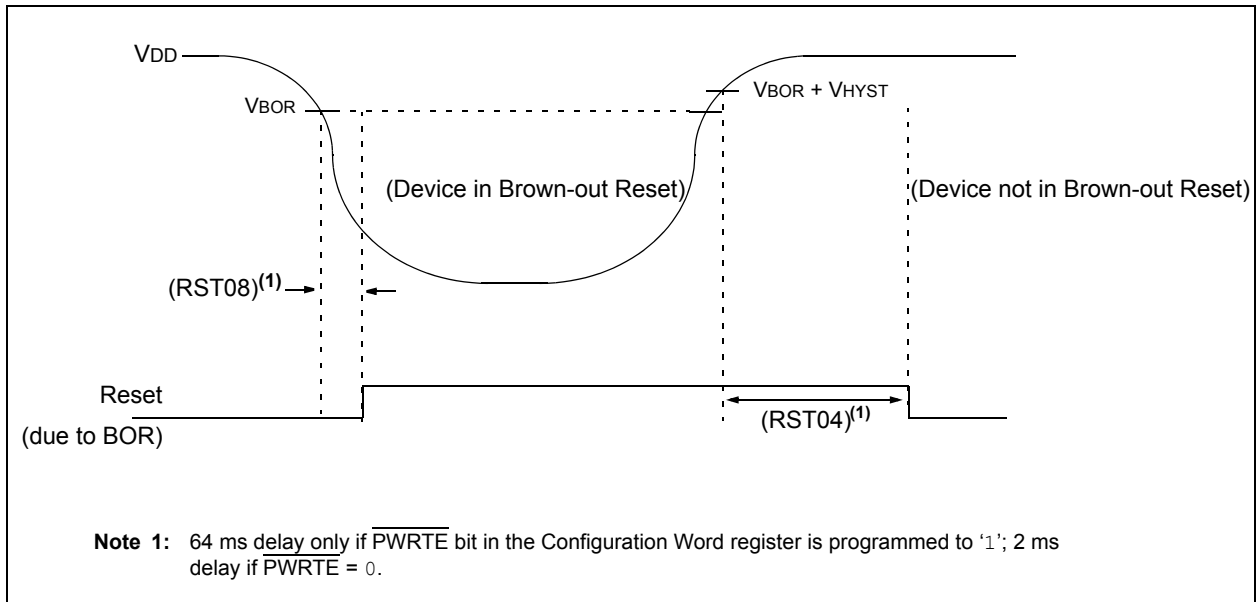 VDD
VBOR
VBOR + VHYST
(Device in Brown-out Reset)
(Device not in Brown-out Reset)
(RST08)(1)
Reset
(due to BOR)
(RST04)(1)
Note 1: 64 ms delay only if PWRTE bit in the Configuration Word register is programmed to ‘1’; 2 ms
delay if PWRTE = 0.